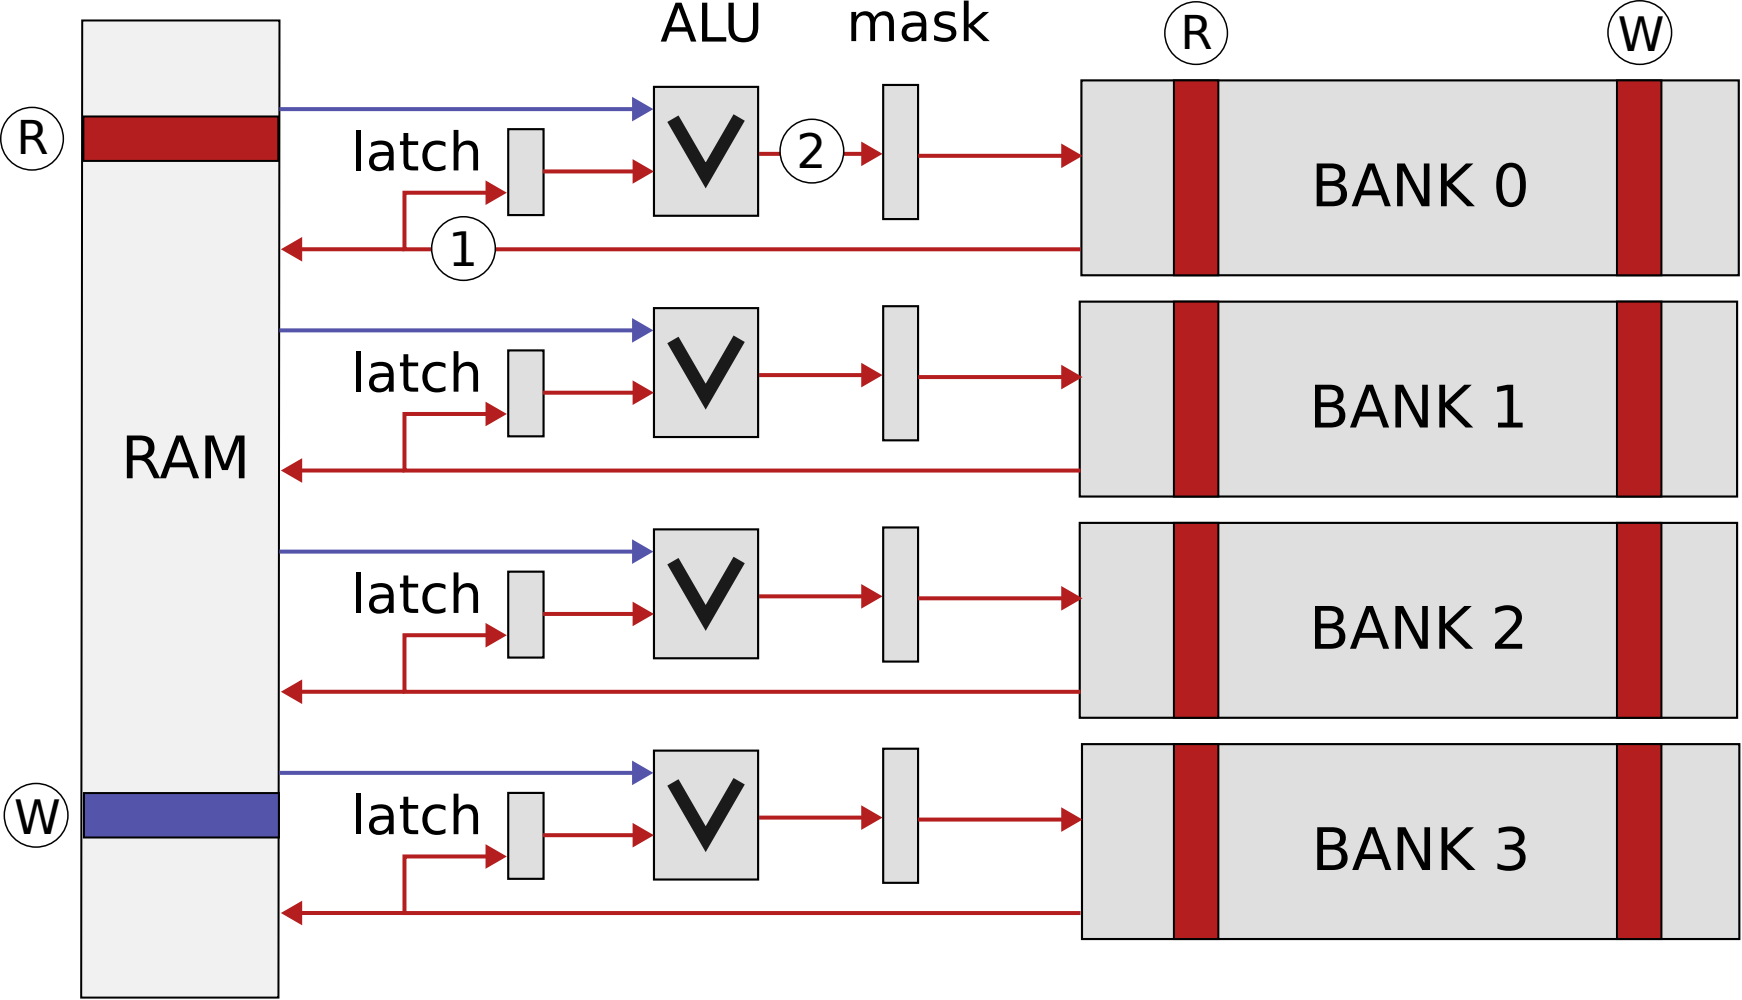 ALU mask R W
R
latch
2
BANK 0
1
latch
BANK 1
RAM
latch
BANK 2
W
latch
BANK 3